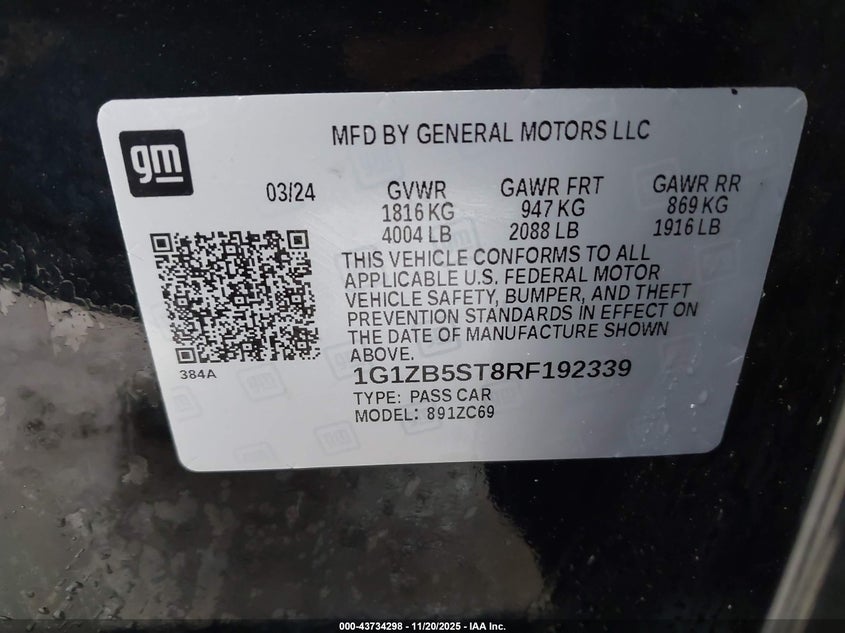 gm
MFD BY GENERAL MOTORS LLC
03/24
GVWR
1816 KG
4004 LB
GAWR FRT
947 KG
2088 LB
GAWR RR
869 KG
1916 LB
THIS VEHICLE CONFORMS TO ALL
APPLICABLE U.S. FEDERAL MOTOR
VEHICLE SAFETY, BUMPER, AND THEFT
PREVENTION STANDARDS IN EFFECT ON
THE DATE OF MANUFACTURE SHOWN
ABOVE.
384A
1G1ZB5ST8RF192339
TYPE: PASS CAR
MODEL: 891ZC69
000-43734298 - 11/20/2025 - IAA Inc.